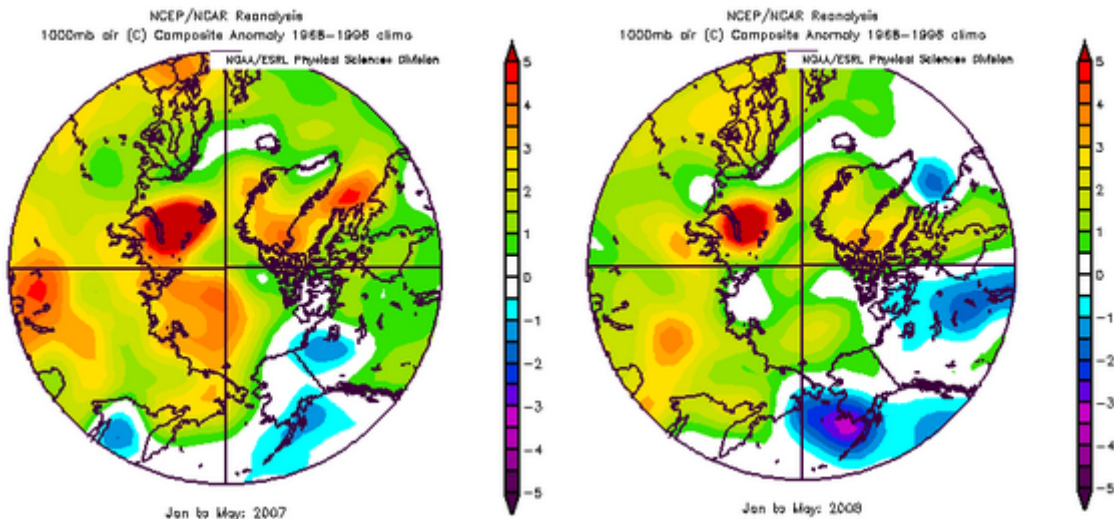 NCEP/NCAR Reanalysis
1000mb air (C) Composite Anomaly 1968-1996 climo
NOAA/ESRL Physical Sciences Division
5
4
3
2
1
0
-1
-2
-3
-4
-5
Jan to May: 2007
NCEP/NCAR Reanalysis
1000mb air (C) Composite Anomaly 1968-1996 climo
NOAA/ESRL Physical Sciences Division
5
4
3
2
1
0
-1
-2
-3
-4
-5
Jan to May: 2008